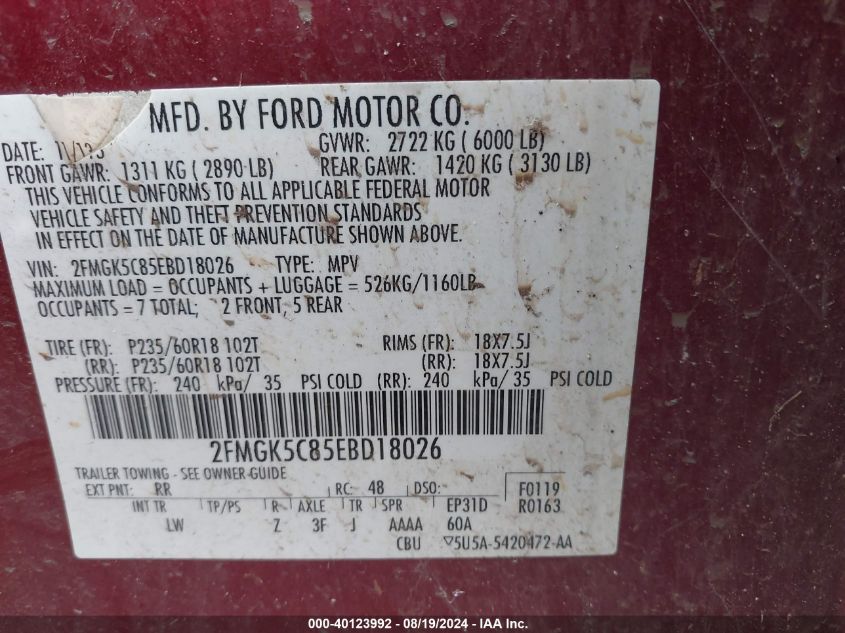 MFD. BY FORD MOTOR CO.
DATE: GVWR: 2722 KG ( 6000 LB)
FRONT GAWR: 1311 KG ( 2890 LB) REAR GAWR: 1420 KG ( 3130 LB)
THIS VEHICLE CONFORMS TO ALL APPLICABLE FEDERAL MOTOR
VEHICLE SAFETY AND THEFT PREVENTION STANDARDS
IN EFFECT ON THE DATE OF MANUFACTURE SHOWN ABOVE.
VIN: 2FMGK5C85EBD18026 TYPE: MPV
MAXIMUM LOAD = OCCUPANTS + LUGGAGE = 526KG/1160LB
OCCUPANTS = 7 TOTAL; 2 FRONT, 5 REAR
TIRE (FR): P235/60R18 102T RIMS (FR): 18X7.5J
(RR): P235/60R18 102T (RR): 18X7.5J
PRESSURE (FR): 240 kPa/ 35 PSI COLD (RR): 240 kPa/ 35 PSI COLD
2FMGK5C85EBD18026
TRAILER TOWING - SEE OWNER GUIDE
EXT PNT: RR RC: 48 DSO: F0119
INT TR TP/PS R AXLE TR SPR EP31D R0163
LW Z 3F J AAAA 60A
CBU ▽5U5A-5420472-AA
000-40123992 - 08/19/2024 - IAA Inc.